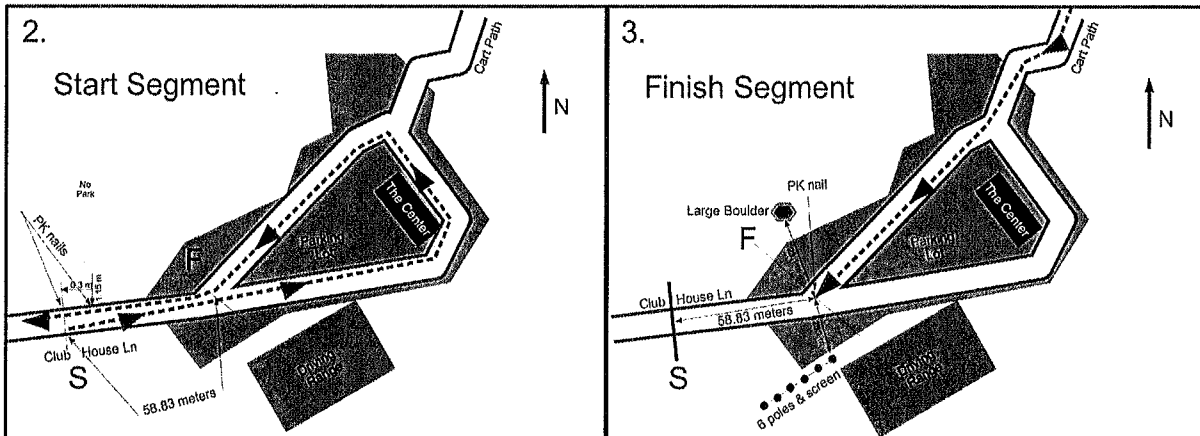 2.
Start Segment
N
Cart Path
No
Park
PK nails
0.3 m
The Center
Parking
Lot
F
Club House Ln
S
58.83 meters
Driving
Range
3.
Finish Segment
N
Cart Path
PK nail
Large Boulder
The Center
F
Parking
Lot
Club House Ln
58.83 meters
S
6 poles & screen
Driving
Range